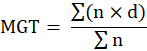 MGT = ∑(n × d) / ∑ n